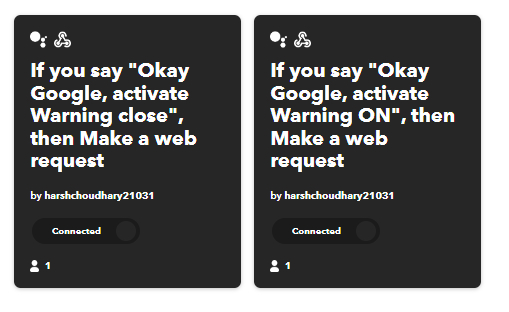 If you say "Okay
Google, activate
Warning close",
then Make a web
request
by harshchoudhary21031
Connected
1
If you say "Okay
Google, activate
Warning ON", then
Make a web
request
by harshchoudhary21031
Connected
1